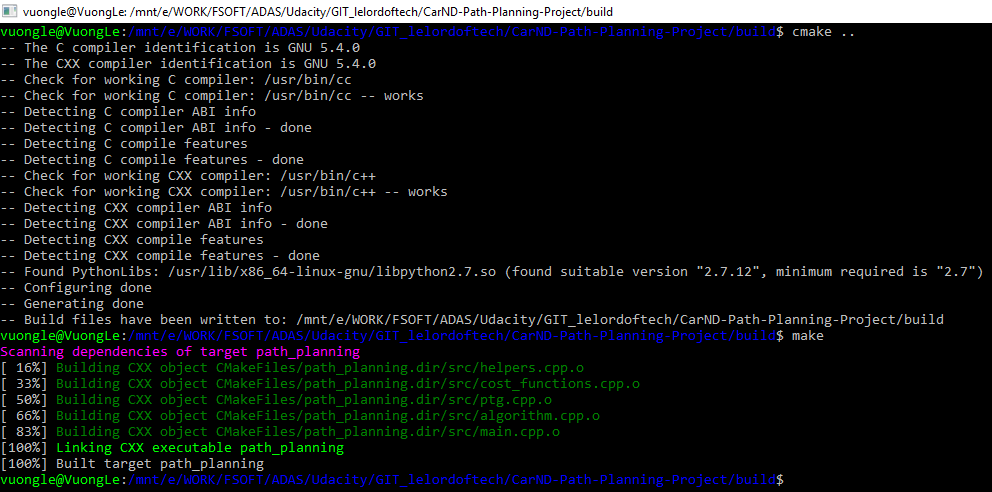 vuongle@VuongLe: /mnt/e/WORK/FSOFT/ADAS/Udacity/GIT_lelordoftech/CarND-Path-Planning-Project/build
vuongle@VuongLe:/mnt/e/WORK/FSOFT/ADAS/Udacity/GIT_lelordoftech/CarND-Path-Planning-Project/build$ cmake ..
-- The C compiler identification is GNU 5.4.0
-- The CXX compiler identification is GNU 5.4.0
-- Check for working C compiler: /usr/bin/cc
-- Check for working C compiler: /usr/bin/cc -- works
-- Detecting C compiler ABI info
-- Detecting C compiler ABI info - done
-- Detecting C compile features
-- Detecting C compile features - done
-- Check for working CXX compiler: /usr/bin/c++
-- Check for working CXX compiler: /usr/bin/c++ -- works
-- Detecting CXX compiler ABI info
-- Detecting CXX compiler ABI info - done
-- Detecting CXX compile features
-- Detecting CXX compile features - done
-- Found PythonLibs: /usr/lib/x86_64-linux-gnu/libpython2.7.so (found suitable version "2.7.12", minimum required is "2.7")
-- Configuring done
-- Generating done
-- Build files have been written to: /mnt/e/WORK/FSOFT/ADAS/Udacity/GIT_lelordoftech/CarND-Path-Planning-Project/build
vuongle@VuongLe:/mnt/e/WORK/FSOFT/ADAS/Udacity/GIT_lelordoftech/CarND-Path-Planning-Project/build$ make
Scanning dependencies of target path_planning
[ 16%] Building CXX object CMakeFiles/path_planning.dir/src/helpers.cpp.o
[ 33%] Building CXX object CMakeFiles/path_planning.dir/src/cost_functions.cpp.o
[ 50%] Building CXX object CMakeFiles/path_planning.dir/src/ptg.cpp.o
[ 66%] Building CXX object CMakeFiles/path_planning.dir/src/algorithm.cpp.o
[ 83%] Building CXX object CMakeFiles/path_planning.dir/src/main.cpp.o
[100%] Linking CXX executable path_planning
[100%] Built target path_planning
vuongle@VuongLe:/mnt/e/WORK/FSOFT/ADAS/Udacity/GIT_lelordoftech/CarND-Path-Planning-Project/build$